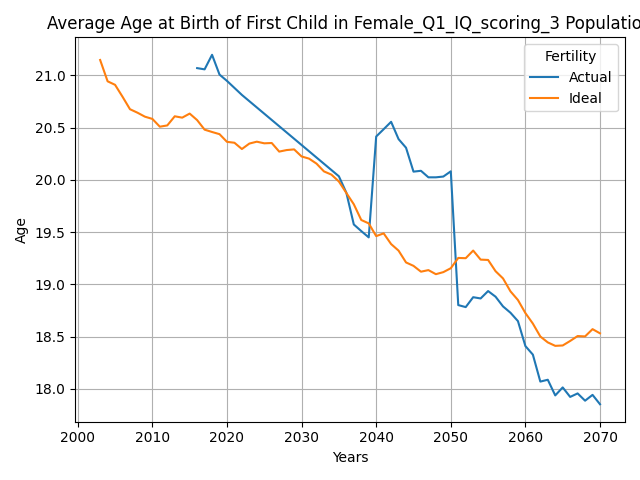 Average Age at Birth of First Child in Female_Q1_IQ_scoring_3 Populatio
Fertility
Actual
Ideal
21.0
20.5
20.0
19.5
19.0
18.5
18.0
Age
2000 2010 2020 2030 2040 2050 2060 2070
Years